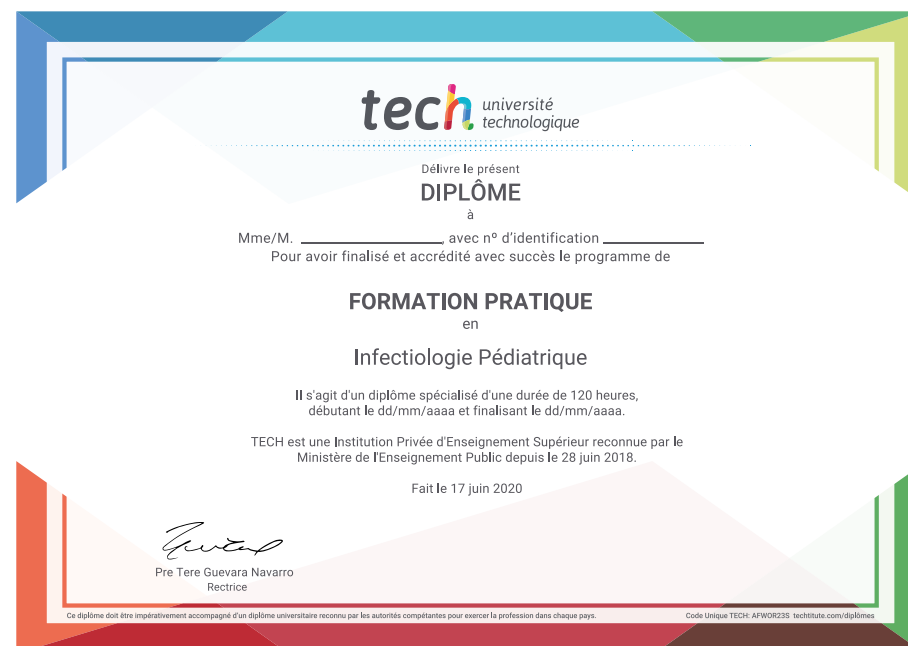 tech université
technologique
Délivre le présent
DIPLÔME
à
Mme/M. ____________________, avec nº d'identification ______________
Pour avoir finalisé et accrédité avec succès le programme de
FORMATION PRATIQUE
en
Infectiologie Pédiatrique
Il s'agit d'un diplôme spécialisé d'une durée de 120 heures,
débutant le dd/mm/aaaa et finalisant le dd/mm/aaaa.
TECH est une Institution Privée d'Enseignement Supérieur reconnue par le
Ministère de l'Enseignement Public depuis le 28 juin 2018.
Fait le 17 juin 2020
Pre Tere Guevara Navarro
Rectrice
Ce diplôme doit être impérativement accompagné d'un diplôme universitaire reconnu par les autorités compétantes pour exercer la profession dans chaque pays.
Code Unique TECH: AFWOR23S techtitute.com/diplômes